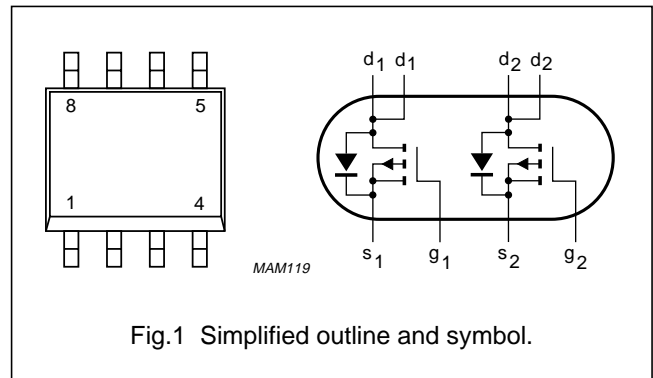 d1 d1 d2 d2
8 5
1 4
s1 g1 s2 g2
MAM119
Fig.1 Simplified outline and symbol.